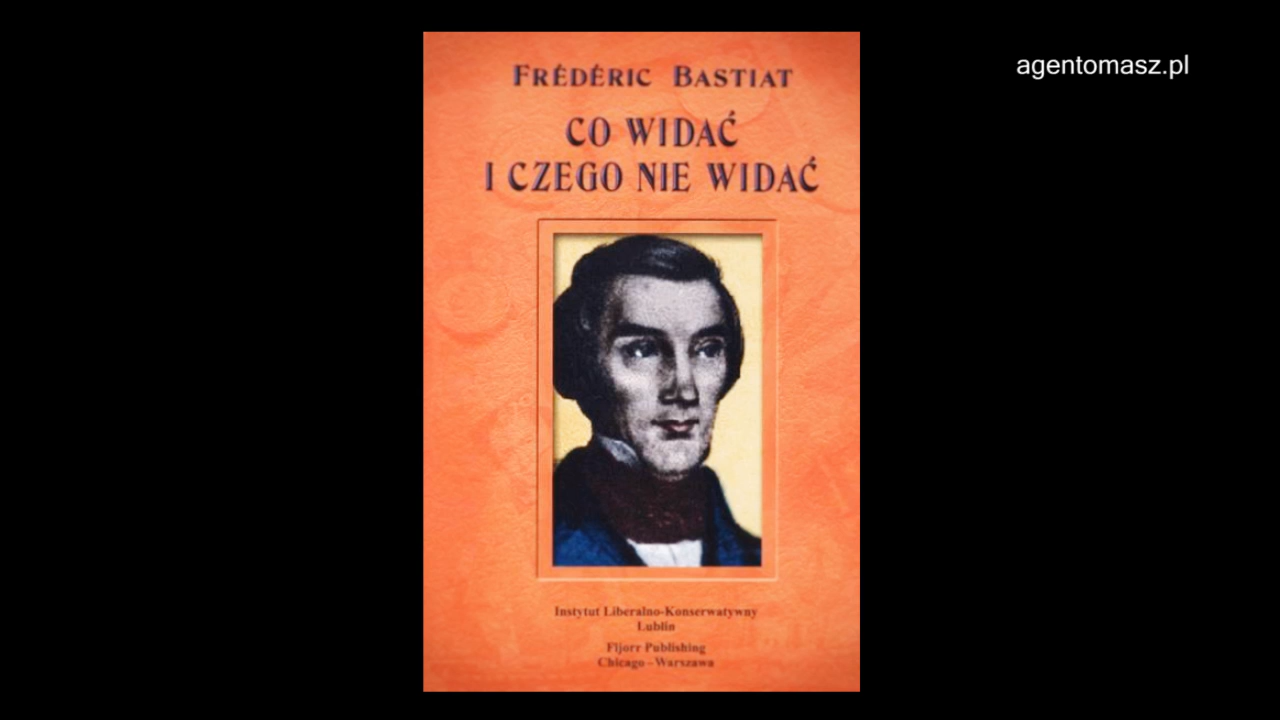 agentomasz.pl
FRÉDÉRIC BASTIAT
CO WIDAĆ
I CZEGO NIE WIDAĆ
Instytut Liberalno-Konserwatywny
Lublin
Fijorr Publishing
Chicago – Warszawa